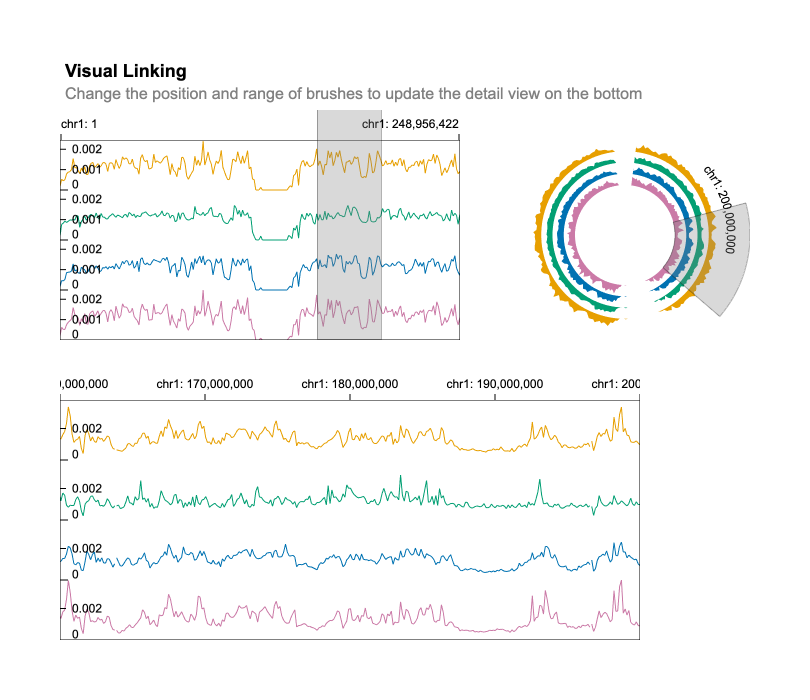 Visual Linking
Change the position and range of brushes to update the detail view on the bottom
chr1: 1
chr1: 248,956,422
0.002
0.001
0
0.002
0
0.002
0.001
0
0.002
0.001
0
chr1: 200,000,000
0,000,000
chr1: 170,000,000
chr1: 180,000,000
chr1: 190,000,000
chr1: 200
0.002
0
0.002
0
0.002
0
0.002
0